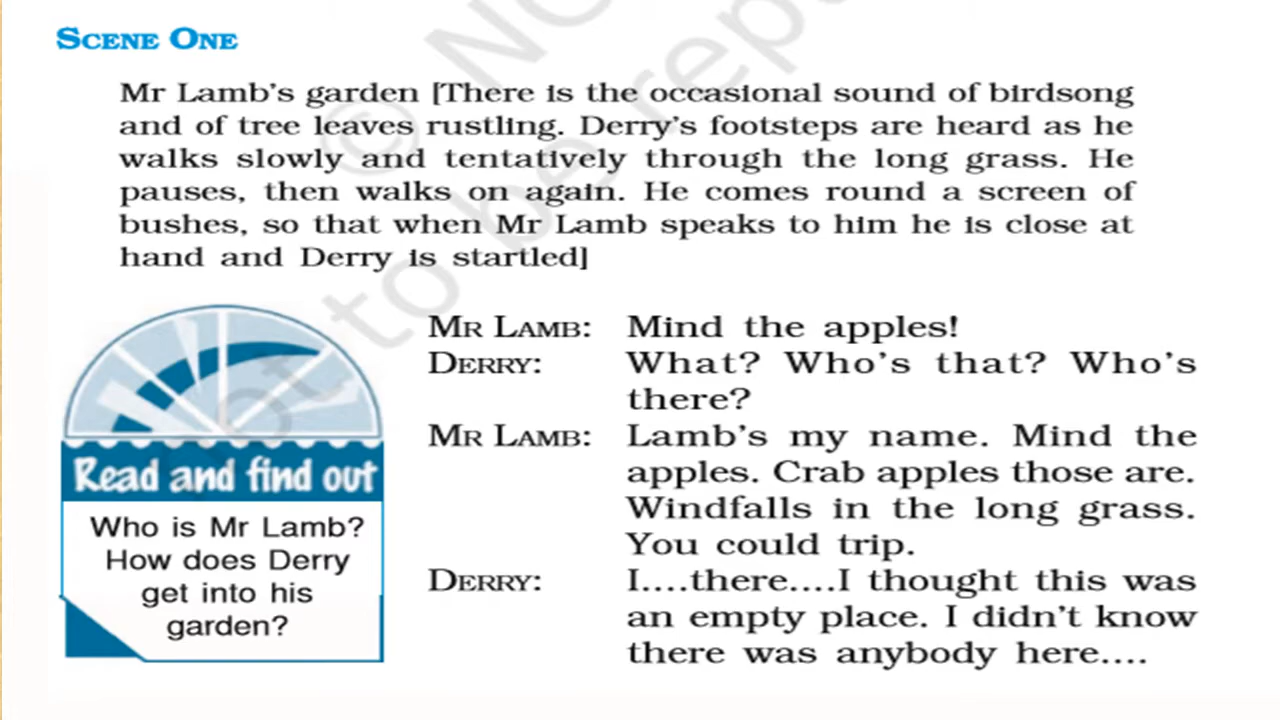 SCENE ONE
Mr Lamb's garden [There is the occasional sound of birdsong
and of tree leaves rustling. Derry's footsteps are heard as he
walks slowly and tentatively through the long grass. He
pauses, then walks on again. He comes round a screen of
bushes, so that when Mr Lamb speaks to him he is close at
hand and Derry is startled]
MR LAMB: Mind the apples!
DERRY: What? Who's that? Who's
there?
MR LAMB: Lamb's my name. Mind the
apples. Crab apples those are.
Windfalls in the long grass.
You could trip.
DERRY: I....there....I thought this was
an empty place. I didn't know
there was anybody here....
Read and find out
Who is Mr Lamb?
How does Derry
get into his
garden?
© NO
not to be repu